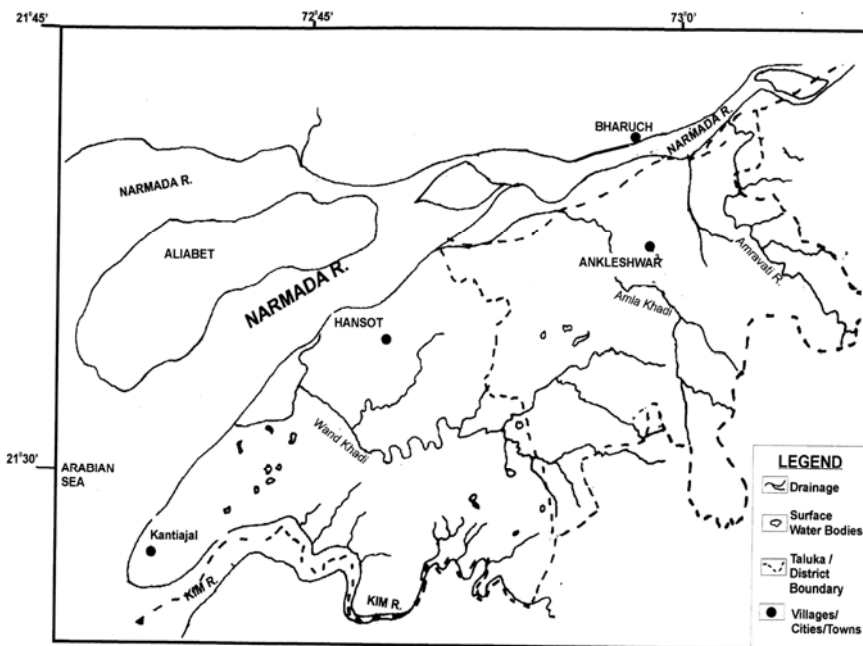 21°45'
72°45'
73°0'
BHARUCH
NARMADA R.
NARMADA R.
ALIABET
ANKLESHWAR
Amravati R.
NARMADA R.
Amla Khadi
HANSOT
Wand Khadi
21°30'
ARABIAN
SEA
Kantiajal
KIM R.
KIM R.
LEGEND
Drainage
Surface
Water Bodies
Taluka /
District
Boundary
Villages/
Cities/Towns